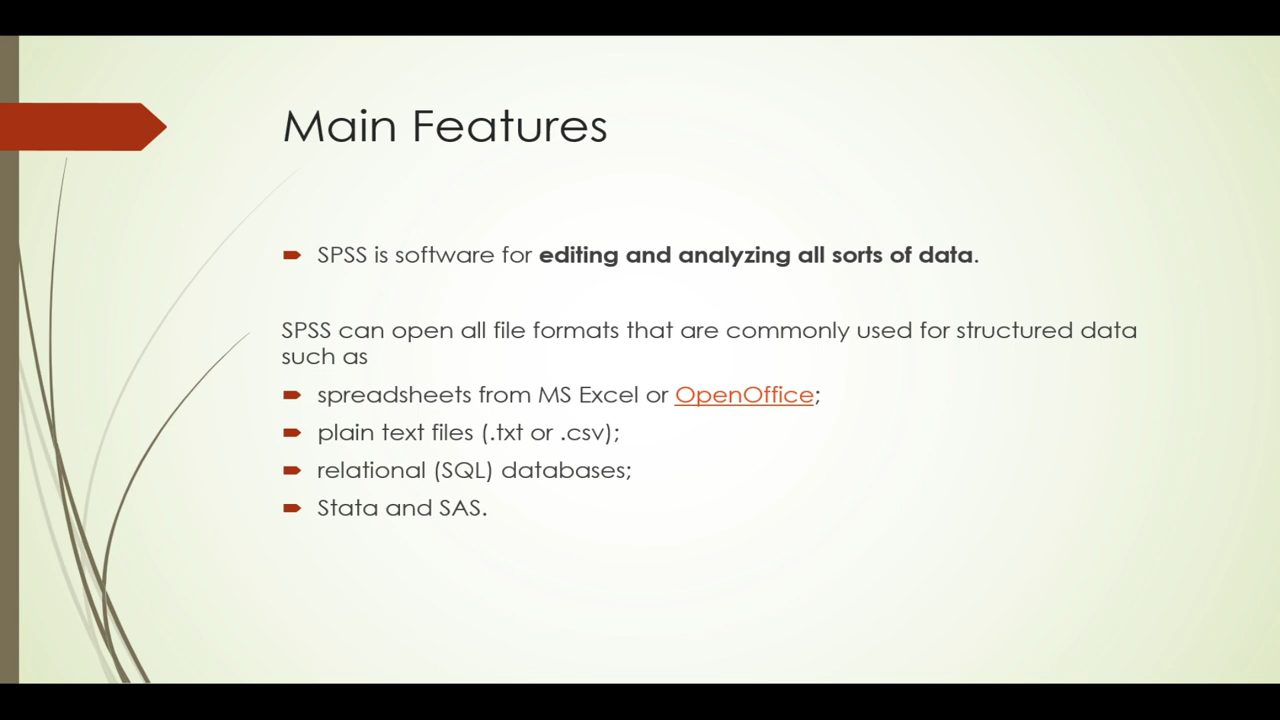 Main Features
SPSS is software for editing and analyzing all sorts of data.
SPSS can open all file formats that are commonly used for structured data
such as
spreadsheets from MS Excel or OpenOffice;
plain text files (.txt or .csv);
relational (SQL) databases;
Stata and SAS.